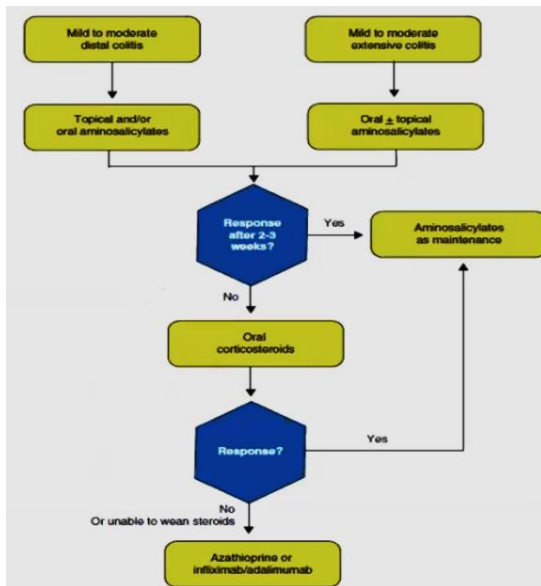 Mild to moderate
distal colitis
Mild to moderate
extensive colitis
Topical and/or
oral aminosalicylates
Oral ± topical
aminosalicylates
Response
after 2-3
weeks?
Yes
Aminosalicylates
as maintenance
No
Oral
corticosteroids
Response?
Yes
No
Or unable to wean steroids
Azathioprine or
infliximab/adalimumab